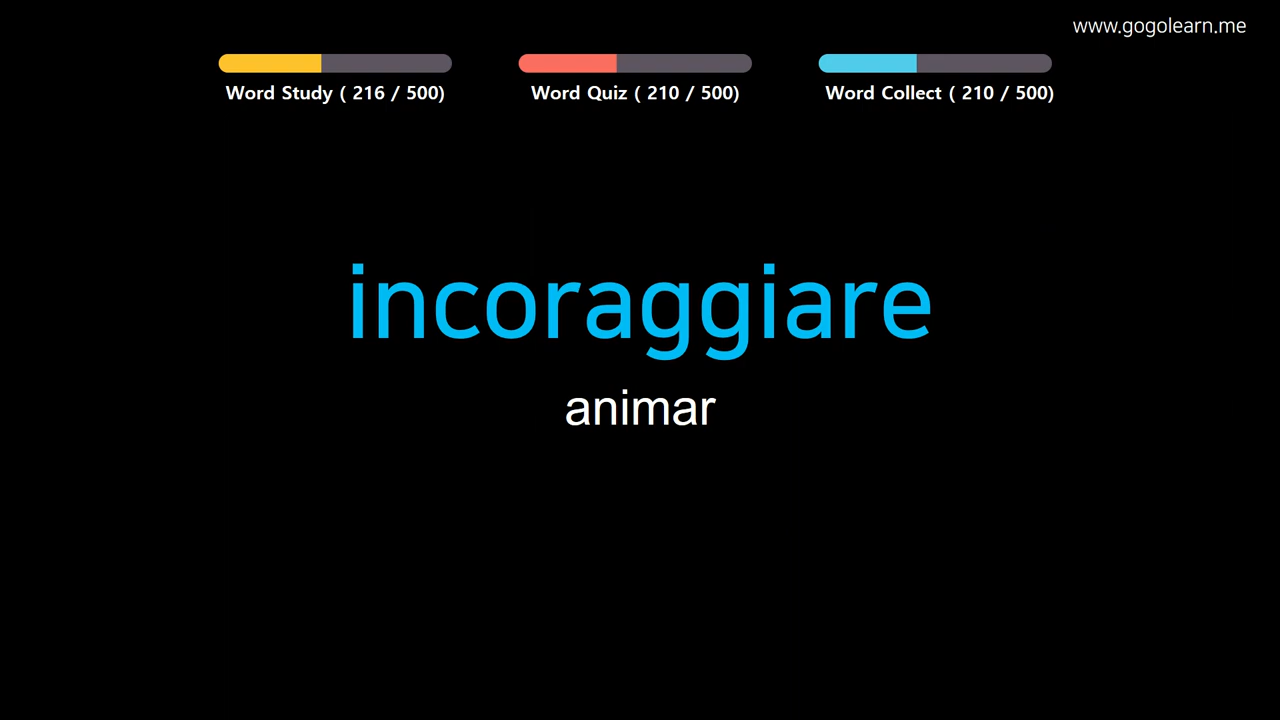 www.gogolearn.me
Word Study ( 216 / 500)
Word Quiz ( 210 / 500)
Word Collect ( 210 / 500)
incoraggiare
animar